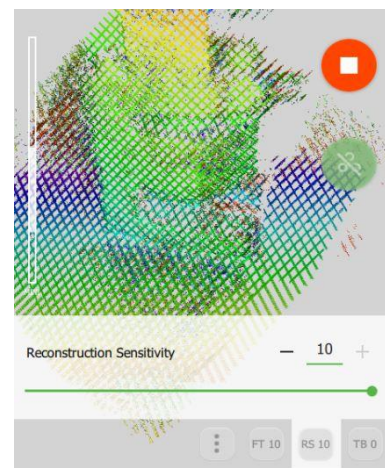 Reconstruction Sensitivity — 10 +
FT 10 RS 10 TB 0